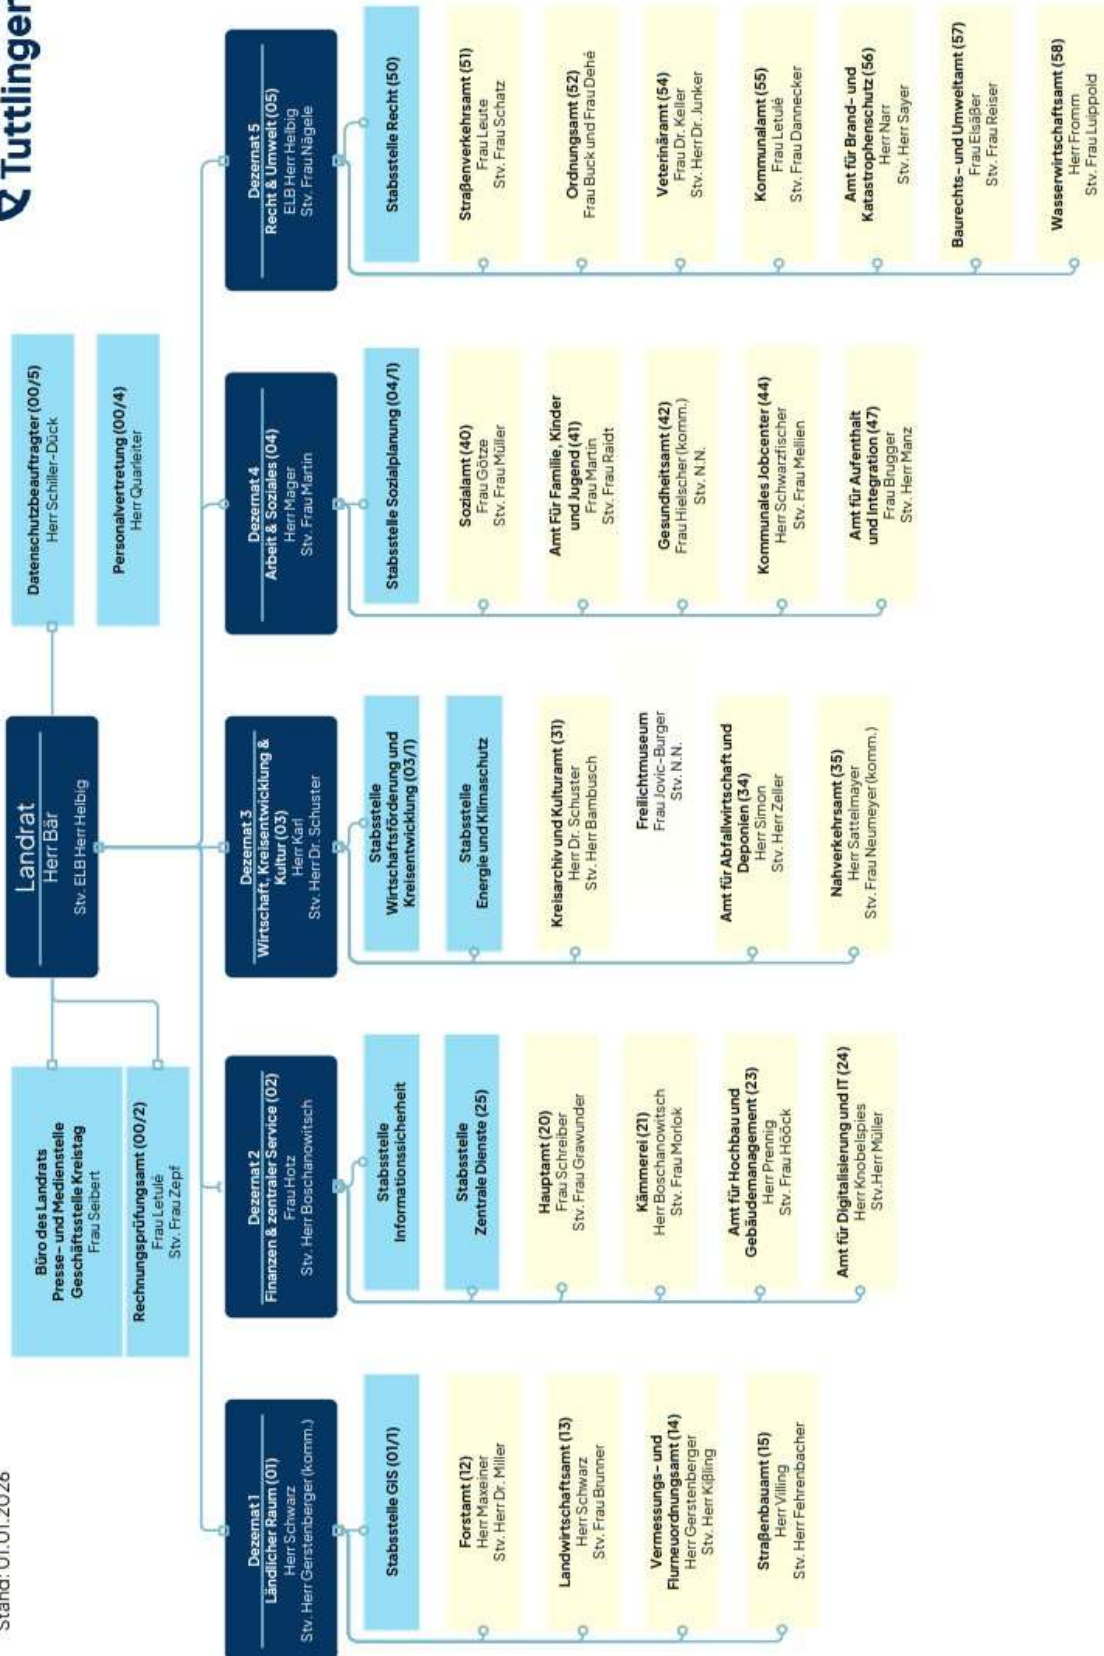 Tuttlingen
Stand: 01.01.2026
Landrat
Herr Bär
Stv. ELB Herr Helbig
Büro des Landrats
Presse- und Medienstelle
Geschäftsstelle Kreistag
Frau Seibert
Rechnungsprüfungsamt (00/2)
Frau Letulé
Stv. Frau Zepf
Datenschutzbeauftragter (00/5)
Herr Schiller-Dück
Personalvertretung (00/4)
Herr Quarleiter
Dezernat 1
Ländlicher Raum (01)
Herr Schwarz
Stv. Herr Gerstenberger (komm.)
Stabsstelle GIS (01/1)
Forstamt (12)
Herr Maxeiner
Stv. Herr Dr. Miller
Landwirtschaftsamt (13)
Herr Schwarz
Stv. Frau Brunner
Vermessungs- und
Flurneuordnungsamt (14)
Herr Gerstenberger
Stv. Herr Kißling
Straßenbauamt (15)
Herr Villing
Stv. Herr Fehrenbacher
Dezernat 2
Finanzen & zentraler Service (02)
Frau Hotz
Stv. Herr Boschanowitsch
Stabsstelle
Informationssicherheit
Stabsstelle
Zentrale Dienste (25)
Hauptamt (20)
Frau Schreiber
Stv. Frau Grawunder
Kämmerei (21)
Herr Boschanowitsch
Stv. Frau Morlok
Amt für Hochbau und
Gebäudemanagement (23)
Herr Prennig
Stv. Frau Hööck
Amt für Digitalisierung und IT (24)
Herr Knobelspies
Stv.Herr Müller
Dezernat 3
Wirtschaft, Kreisentwicklung &
Kultur (03)
Herr Karl
Stv. Herr Dr. Schuster
Stabsstelle
Wirtschaftsförderung und
Kreisentwicklung (03/1)
Stabsstelle
Energie und Klimaschutz
Kreisarchiv und Kulturamt (31)
Herr Dr. Schuster
Stv. Herr Bambusch
Freilichtmuseum
Frau Jovic-Burger
Stv. N.N.
Amt für Abfallwirtschaft und
Deponien (34)
Herr Simon
Stv. Herr Zeller
Nahverkehrsamt (35)
Herr Sattelmayer
Stv. Frau Neumeyer (komm.)
Dezernat 4
Arbeit & Soziales (04)
Herr Mager
Stv. Frau Martin
Stabsstelle Sozialplanung (04/1)
Sozialamt (40)
Frau Götze
Stv. Frau Müller
Amt Für Familie, Kinder
und Jugend (41)
Frau Martin
Stv. Frau Raidt
Gesundheitsamt (42)
Frau Hielscher (komm.)
Stv. N.N.
Kommunales Jobcenter (44)
Herr Schwarzfischer
Stv. Frau Mellien
Amt für Aufenthalt
und Integration (47)
Frau Brugger
Stv. Herr Manz
Dezernat 5
Recht & Umwelt (05)
ELB Herr Helbig
Stv. Frau Nägele
Stabsstelle Recht (50)
Straßenverkehrsamt (51)
Frau Leute
Stv. Frau Schatz
Ordnungsamt (52)
Frau Buck und Frau Dehé
Veterinäramt (54)
Frau Dr. Keller
Stv. Herr Dr. Junker
Kommunalamt (55)
Frau Letulé
Stv. Frau Dannecker
Amt für Brand- und
Katastrophenschutz (56)
Herr Narr
Stv. Herr Sayer
Baurechts- und Umweltamt (57)
Frau Elsäßer
Stv. Frau Reiser
Wasserwirtschaftsamt (58)
Herr Fromm
Stv. Frau Luippold